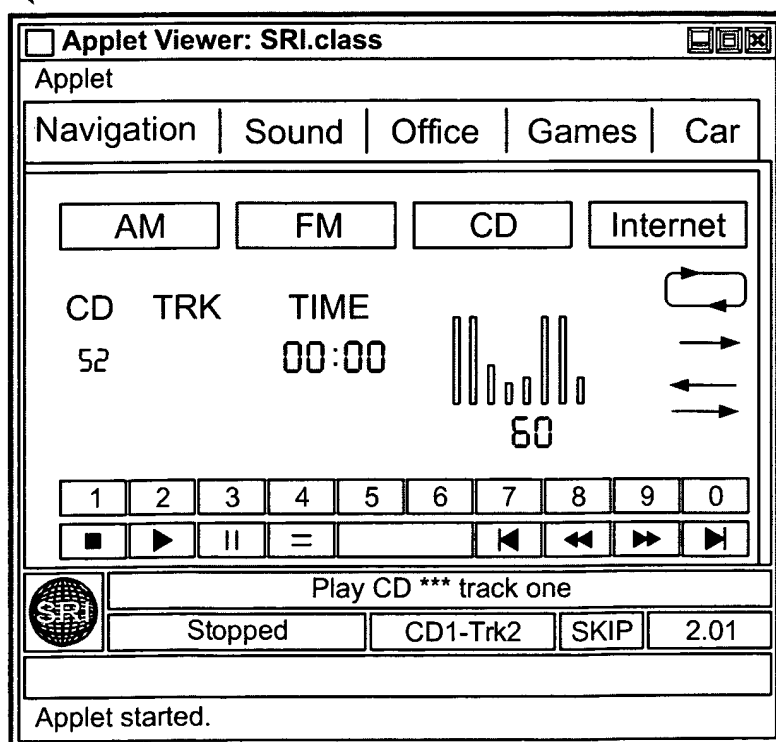 Applet Viewer: SRI.class
Applet
Navigation | Sound | Office | Games | Car
AM FM CD Internet
CD TRK TIME
52 00:00
60
1 2 3 4 5 6 7 8 9 0
Play CD *** track one
SRI
Stopped CD1-Trk2 SKIP 2.01
Applet started.